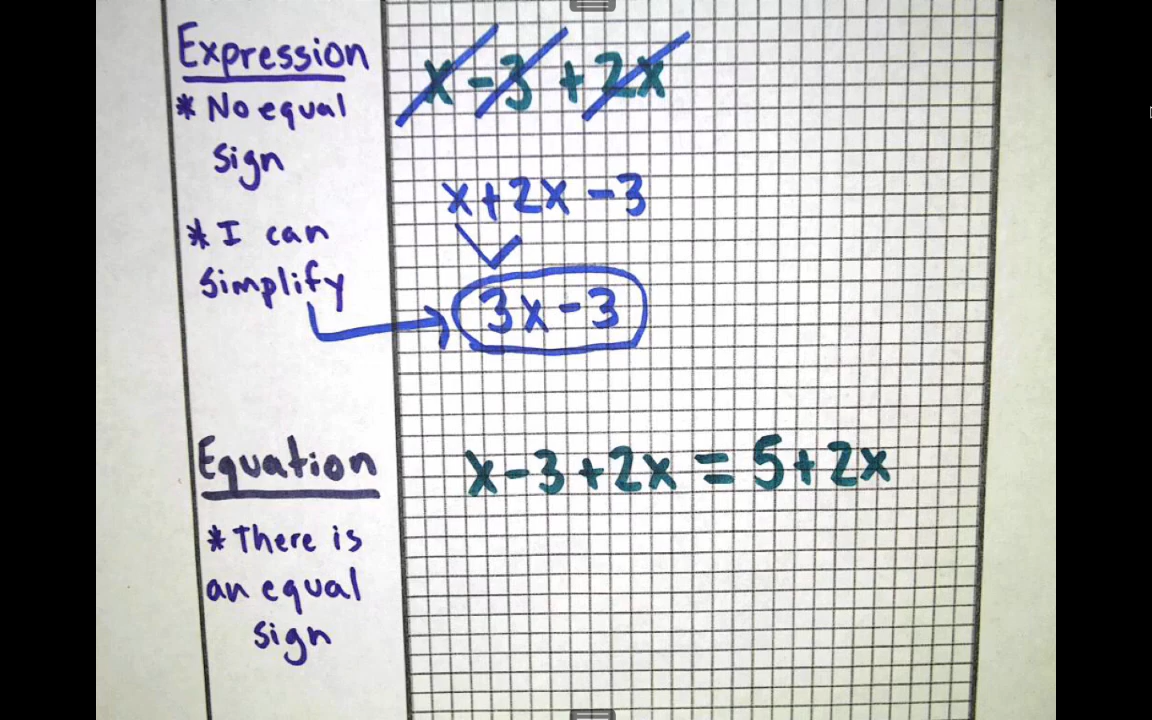 Expression
* No equal
sign
* I can
simplify
x - 3 + 2x
x + 2x - 3
3x - 3
Equation
* There is
an equal
sign
x - 3 + 2x = 5 + 2x